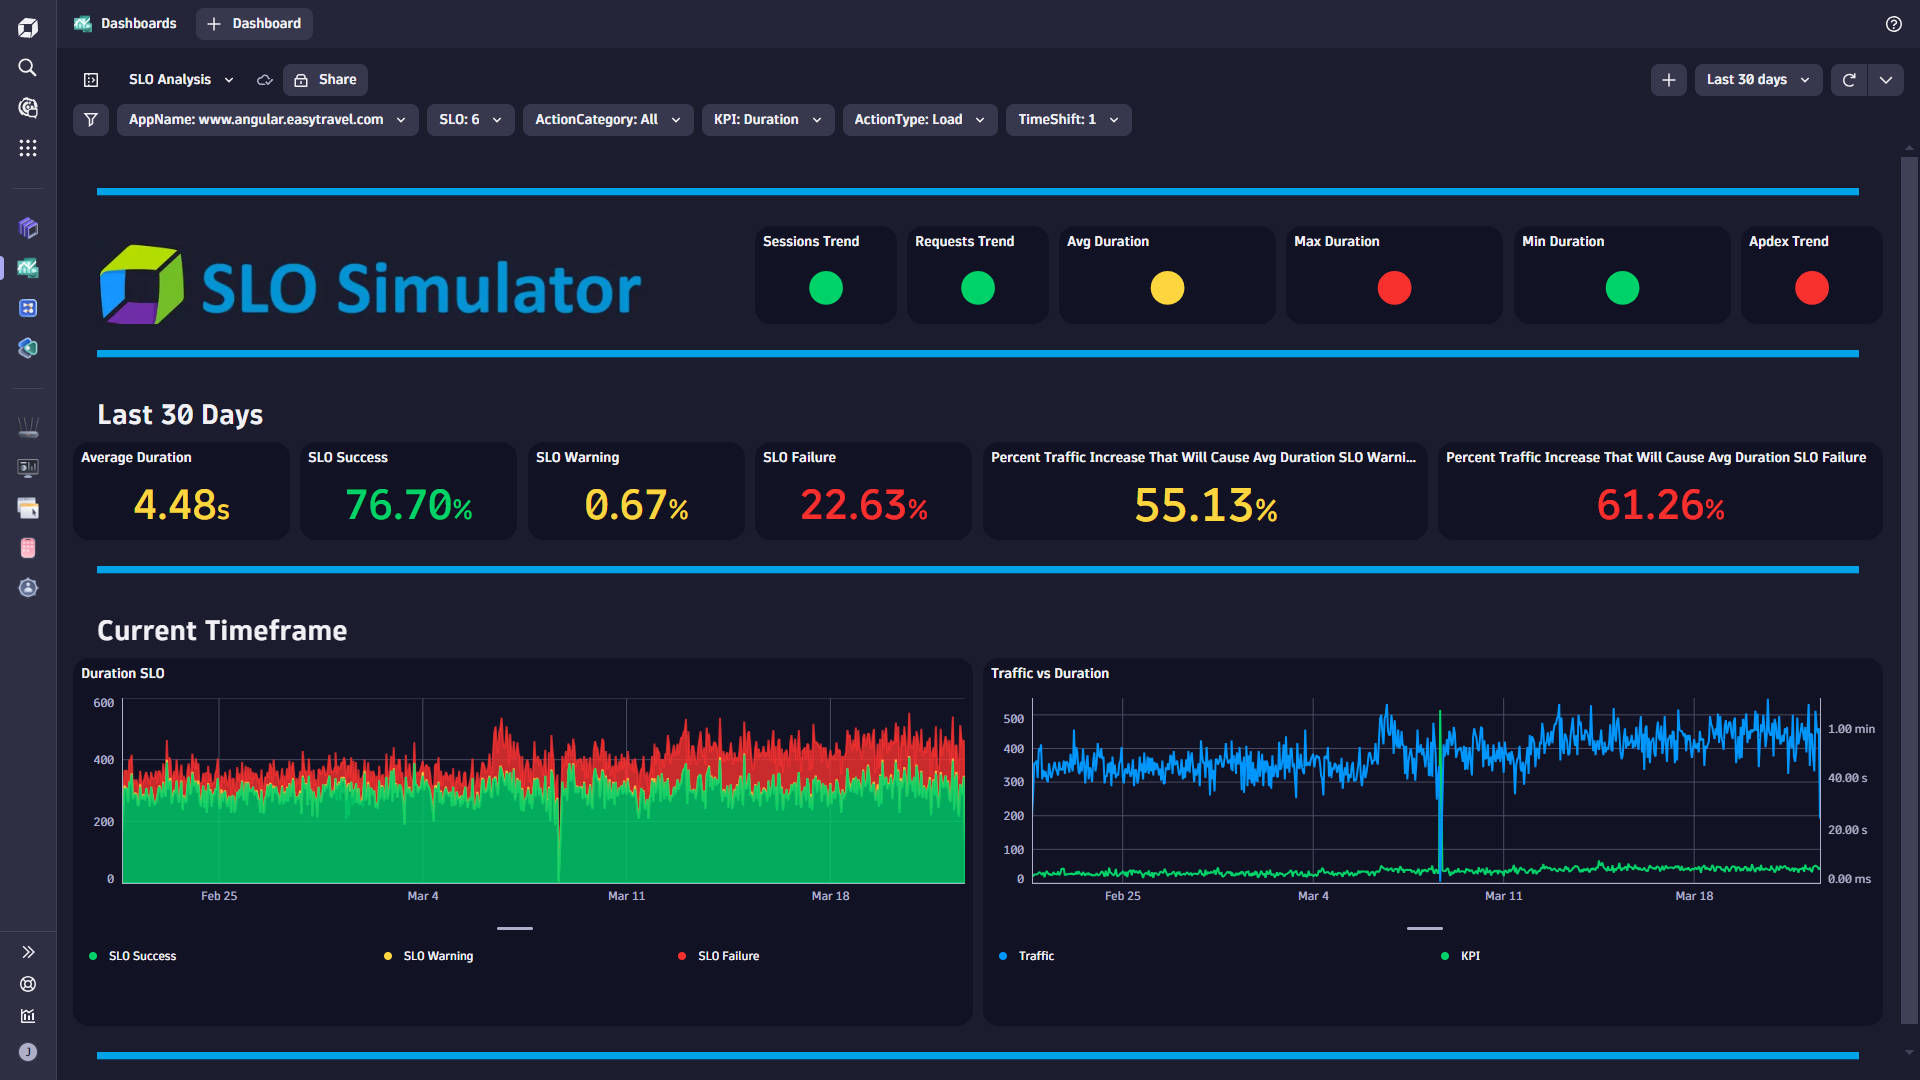 Dashboards
Dashboard
SLO Analysis
Share
Last 30 days
AppName: www.angular.easytravel.com
SLO: 6
ActionCategory: All
KPI: Duration
ActionType: Load
TimeShift: 1
SLO Simulator
Sessions Trend
Requests Trend
Avg Duration
Max Duration
Min Duration
Apdex Trend
Last 30 Days
Average Duration
SLO Success
SLO Warning
SLO Failure
Percent Traffic Increase That Will Cause Avg Duration SLO Warni...
Percent Traffic Increase That Will Cause Avg Duration SLO Failure
4.48s
76.70%
0.67%
22.63%
55.13%
61.26%
Current Timeframe
Duration SLO
600
400
200
0
Feb 25
Mar 4
Mar 11
Mar 18
SLO Success
SLO Warning
SLO Failure
Traffic vs Duration
500
400
300
200
100
0
1.00 min
40.00 s
20.00 s
0.00 ms
Feb 25
Mar 4
Mar 11
Mar 18
Traffic
KPI
J